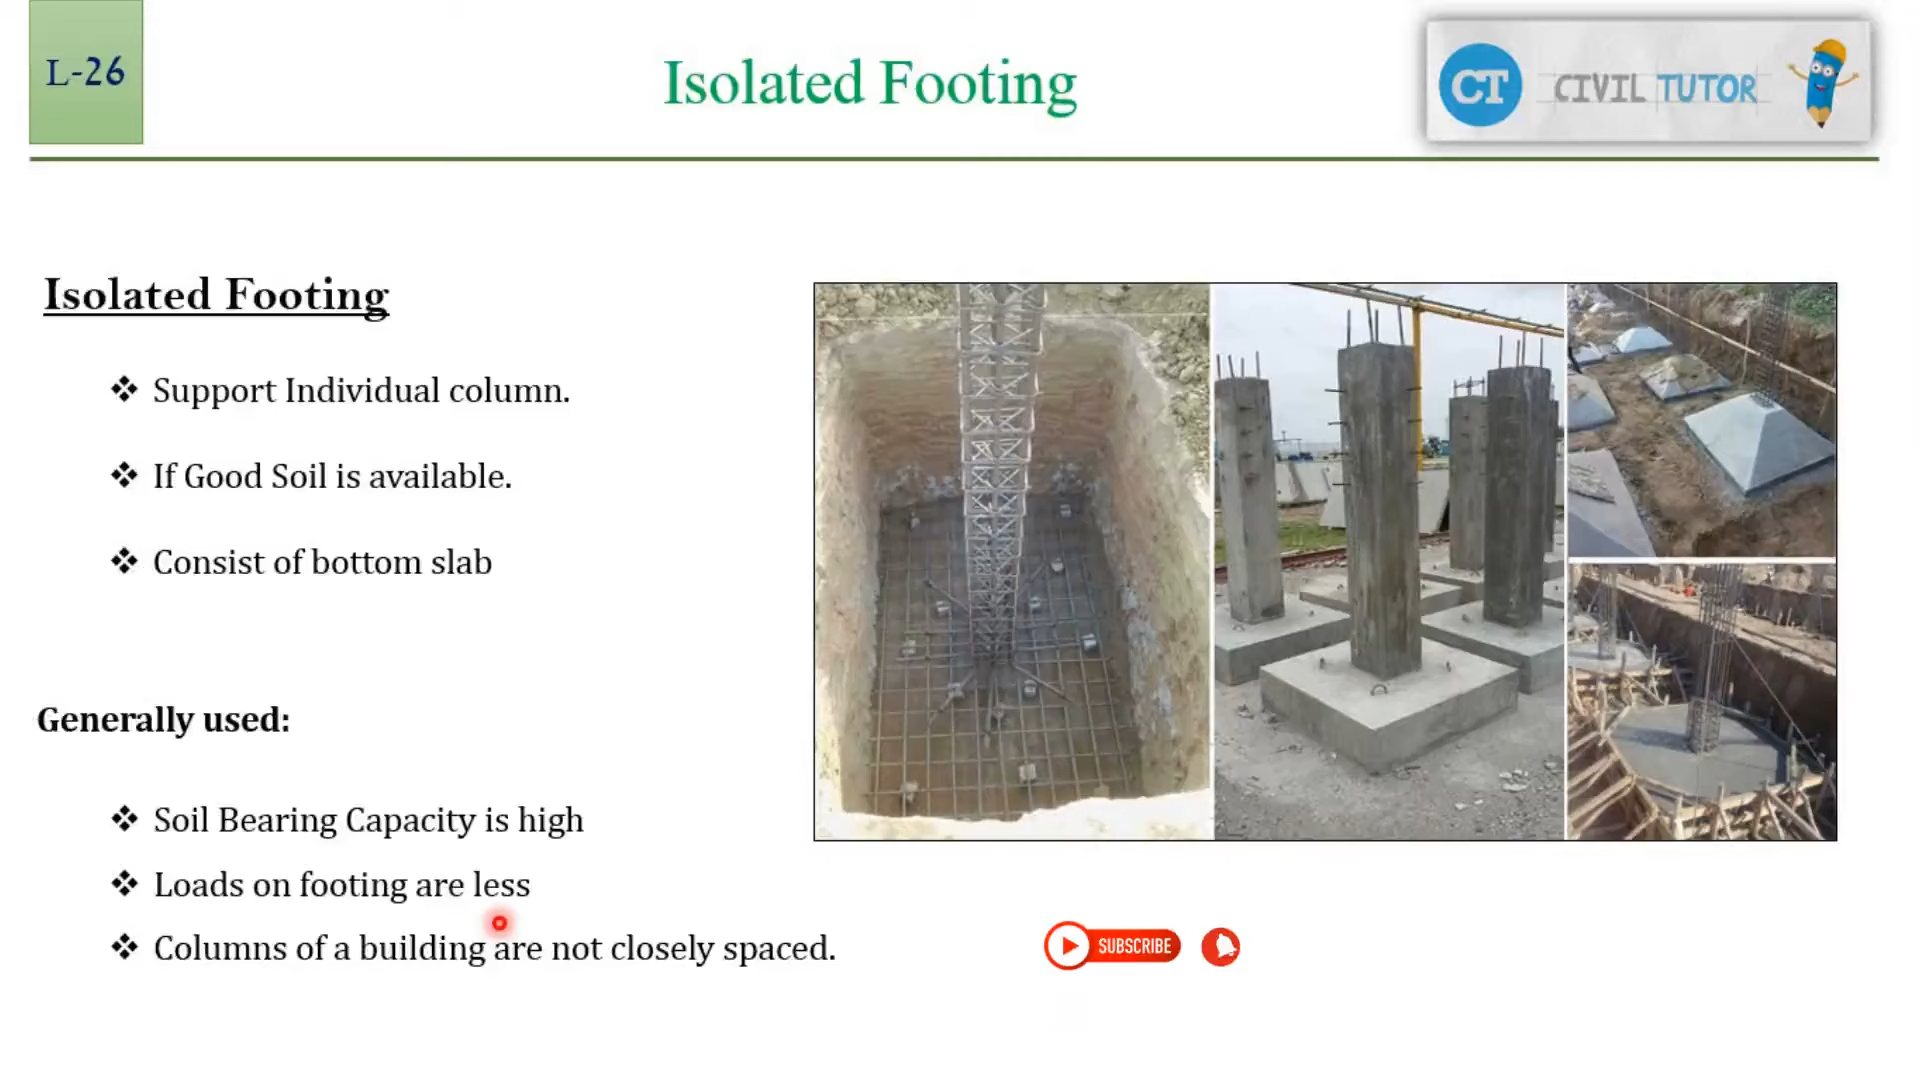 L-26
Isolated Footing
CT CIVIL TUTOR
Isolated Footing
❖ Support Individual column.
❖ If Good Soil is available.
❖ Consist of bottom slab
Generally used:
❖ Soil Bearing Capacity is high
❖ Loads on footing are less
❖ Columns of a building are not closely spaced.
SUBSCRIBE